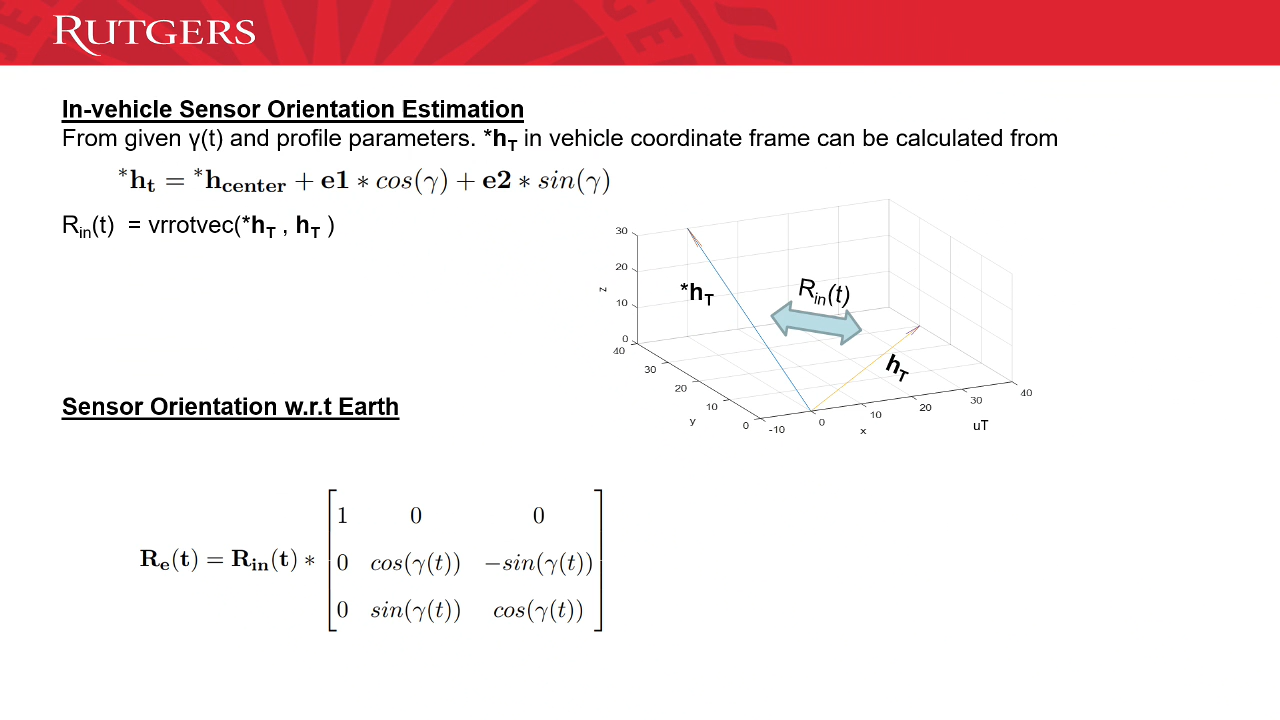 RUTGERS
In-vehicle Sensor Orientation Estimation
From given γ(t) and profile parameters. *hT in vehicle coordinate frame can be calculated from
*ht = *hcenter + e1 * cos(γ) + e2 * sin(γ)
Rin(t) = vrrotvec(*hT , hT )
30
20
10
0
z
40
30
20
10
0
y
-10
0
10
20
30
40
x
uT
*hT
Rin(t)
hT
Sensor Orientation w.r.t Earth
1 0 0
Re(t) = Rin(t) * 0 cos(γ(t)) −sin(γ(t))
0 sin(γ(t)) cos(γ(t))